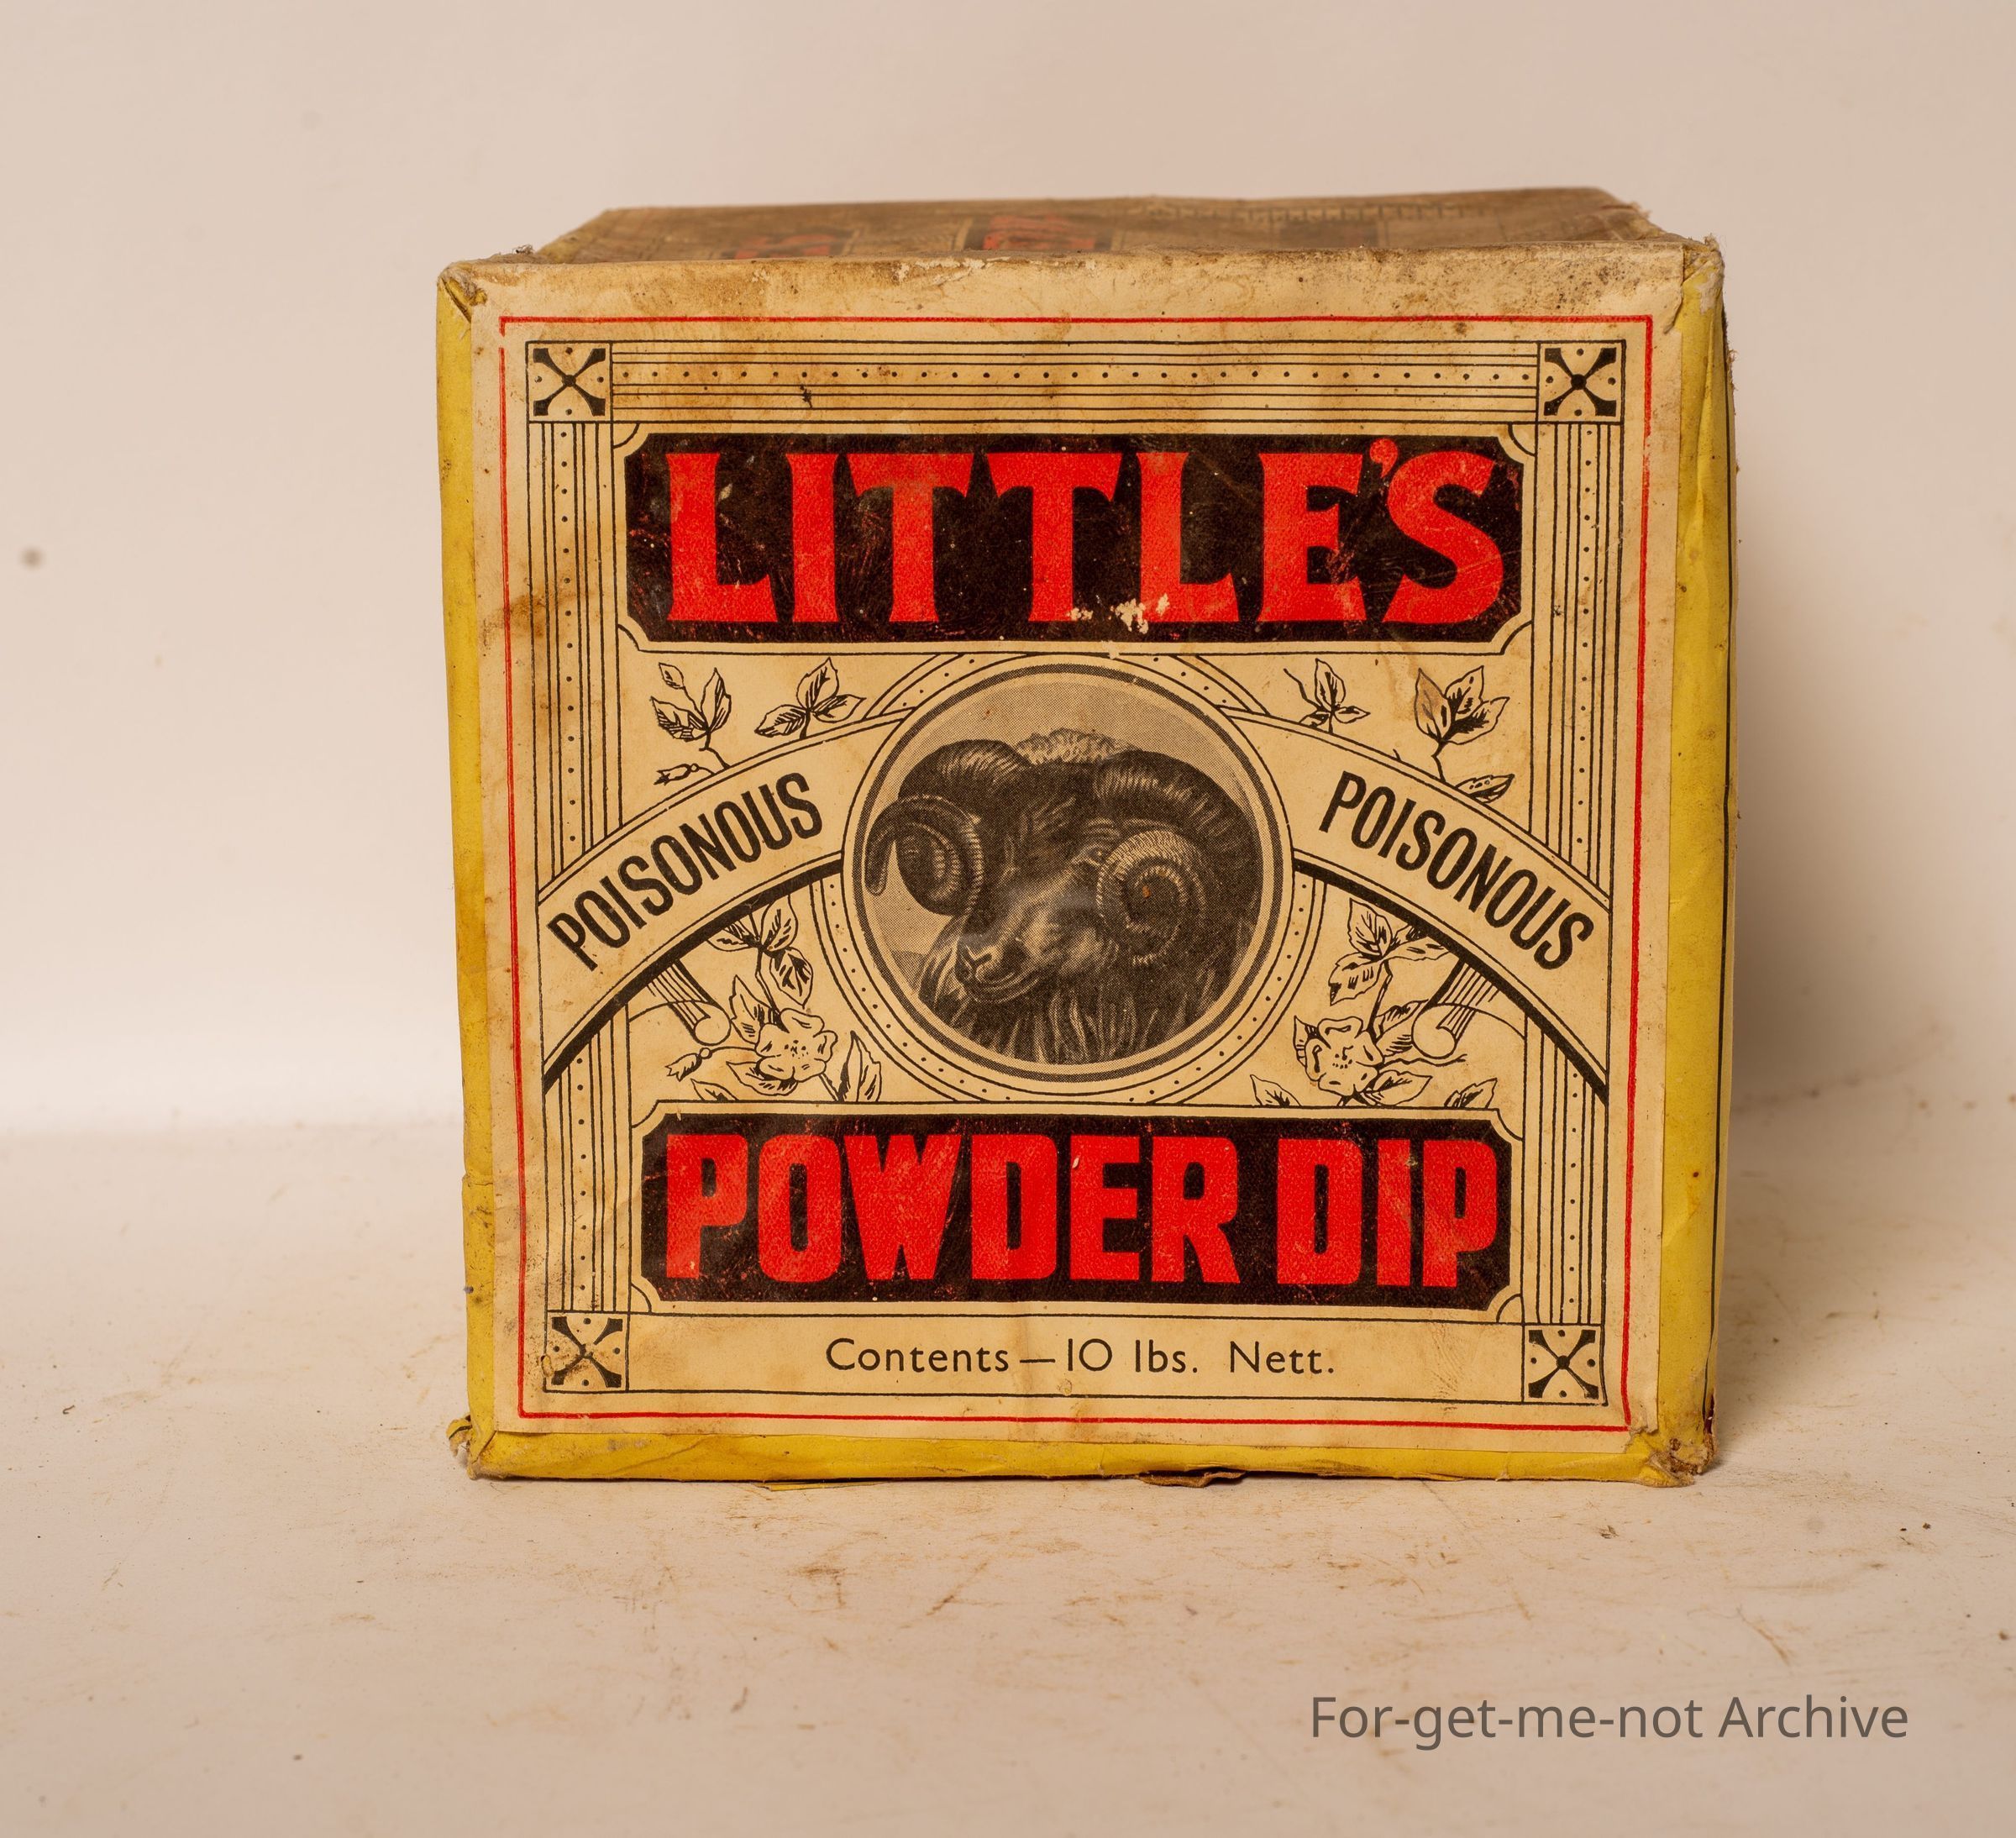 LITTLE'S
POISONOUS POISONOUS
POWDER DIP
Contents—10 lbs. Nett.
For-get-me-not Archive